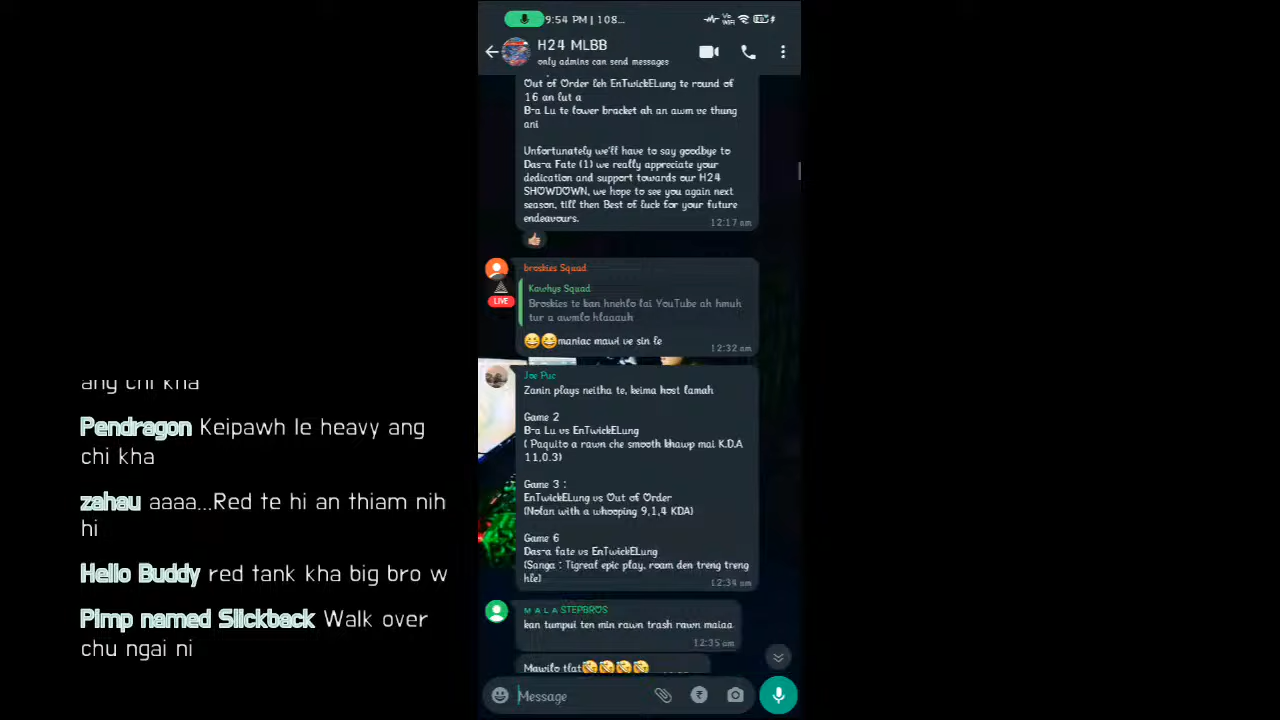 9:54 PM | 108...
H24 MLBB
only admins can send messages
Out of Order leh EnTwickELung te round of
16 an lut a
B-a Lu te lower bracket ah an awm ve thung
ani
Unfortunately we'll have to say goodbye to
Das-a Fate (1) we really appreciate your
dedication and support towards our H24
SHOWDOWN, we hope to see you again next
season, till then Best of luck for your future
endeavours.
12:17 am
broskies Squad
Kawhys Squad
Broskies te kan hnehlo lai YouTube ah hmuh
tur a awmlo hlaaauh
LIVE
😂😂maniac mawi ve sin le
12:32 am
Joe Puc
Zanin plays neitha te, keima host lamah
Game 2
B-a Lu vs EnTwickELung
( Paquito a rawn che smooth khawp mai K.D.A
11,0.3)
Game 3 :
EnTwickELung vs Out of Order
(Nolan with a whooping 9,1,4 KDA)
Game 6
Das-a fate vs EnTwickELung
(Sanga : Tigreal epic play, roam den treng treng
hle)
12:34 am
M A L A STEPBROS
kan tumpui ten min rawn trash rawn malaa
12:35 am
Mawilo tlat🤣🤣🤣🤣
Message
ang chi kha
Pendragon Keipawh le heavy ang
chi kha
zahau aaaa...Red te hi an thiam nih
hi
Hello Buddy red tank kha big bro w
Pimp named Slickback Walk over
chu ngai ni